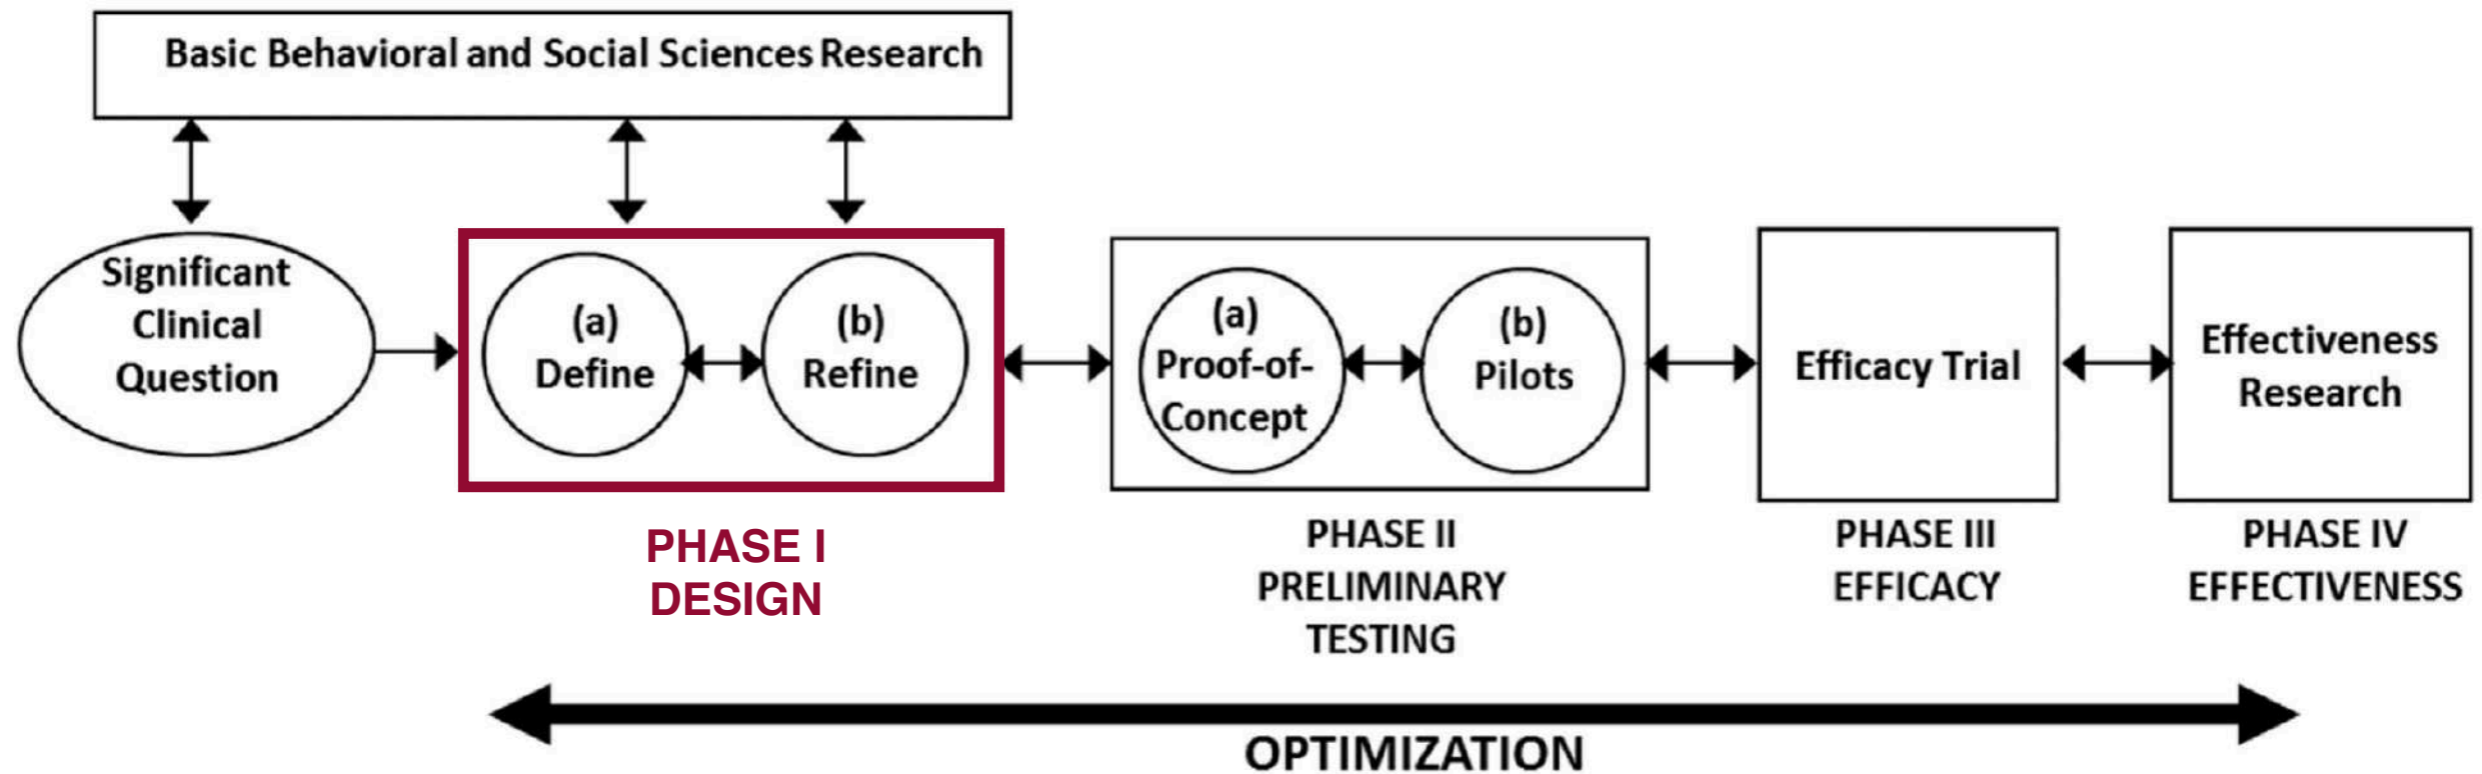 Basic Behavioral and Social Sciences Research
Significant
Clinical
Question
(a)
Define
(b)
Refine
(a)
Proof-of-
Concept
(b)
Pilots
Efficacy Trial
Effectiveness
Research
PHASE I
DESIGN
PHASE II
PRELIMINARY
TESTING
PHASE III
EFFICACY
PHASE IV
EFFECTIVENESS
OPTIMIZATION